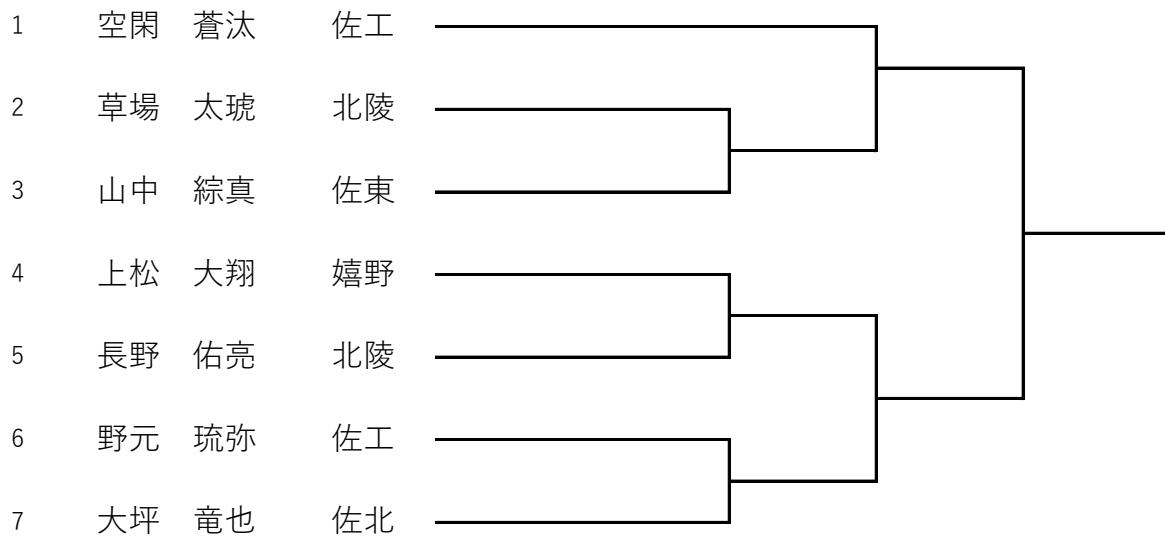 1 空閑 蒼汰 佐工
2 草場 太琥 北陵
3 山中 綜真 佐東
4 上松 大翔 嬉野
5 長野 佑亮 北陵
6 野元 琉弥 佐工
7 大坪 竜也 佐北